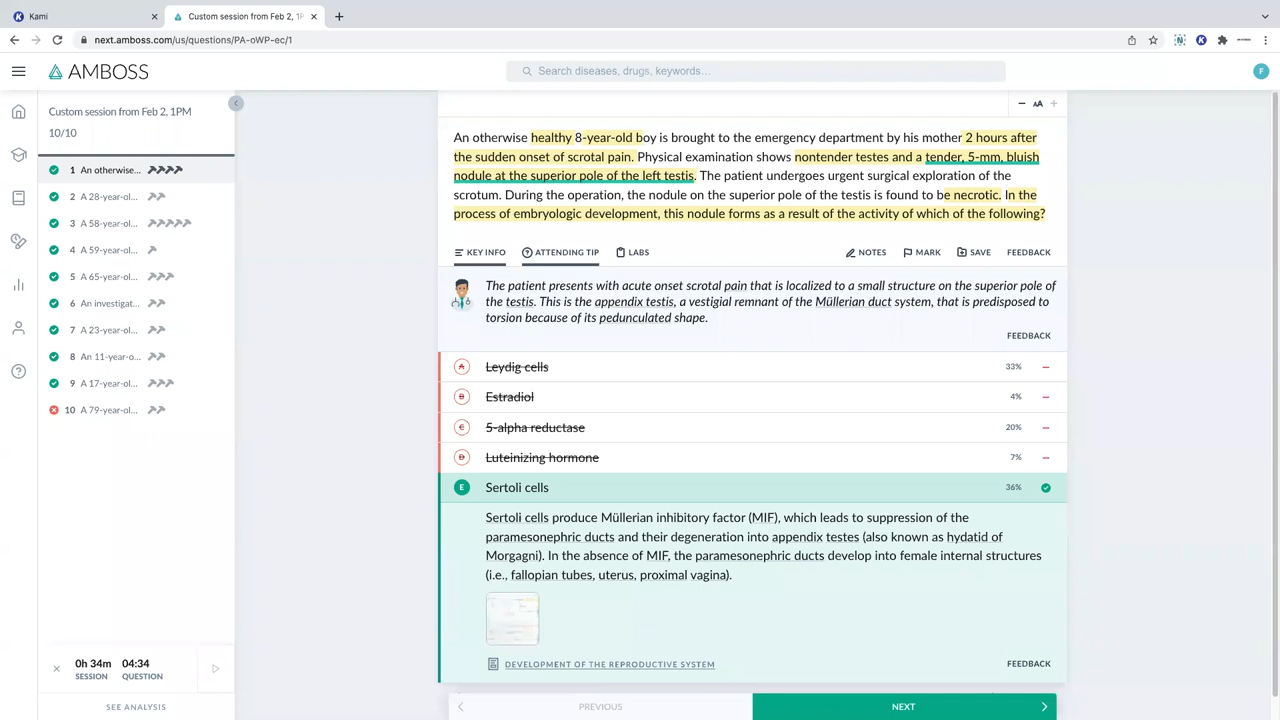 Kami
Custom session from Feb 2, 1P
next.amboss.com/us/questions/PA-oWP-ec/1
AMBOSS
Search diseases, drugs, keywords…
F
Custom session from Feb 2, 1PM
10/10
1 An otherwise...
2 A 28-year-ol...
3 A 58-year-ol...
4 A 59-year-ol...
5 A 65-year-ol...
6 An investigat...
7 A 23-year-ol...
8 An 11-year-o...
9 A 17-year-ol...
10 A 79-year-ol...
0h 34m 04:34
SESSION QUESTION
SEE ANALYSIS
AA
An otherwise healthy 8-year-old boy is brought to the emergency department by his mother 2 hours after
the sudden onset of scrotal pain. Physical examination shows nontender testes and a tender, 5-mm, bluish
nodule at the superior pole of the left testis. The patient undergoes urgent surgical exploration of the
scrotum. During the operation, the nodule on the superior pole of the testis is found to be necrotic. In the
process of embryologic development, this nodule forms as a result of the activity of which of the following?
KEY INFO ATTENDING TIP LABS NOTES MARK SAVE FEEDBACK
The patient presents with acute onset scrotal pain that is localized to a small structure on the superior pole of
the testis. This is the appendix testis, a vestigial remnant of the Müllerian duct system, that is predisposed to
torsion because of its pedunculated shape.
FEEDBACK
A Leydig cells 33%
B Estradiol 4%
C 5-alpha reductase 20%
D Luteinizing hormone 7%
E Sertoli cells 36%
Sertoli cells produce Müllerian inhibitory factor (MIF), which leads to suppression of the
paramesonephric ducts and their degeneration into appendix testes (also known as hydatid of
Morgagni). In the absence of MIF, the paramesonephric ducts develop into female internal structures
(i.e., fallopian tubes, uterus, proximal vagina).
DEVELOPMENT OF THE REPRODUCTIVE SYSTEM FEEDBACK
PREVIOUS NEXT